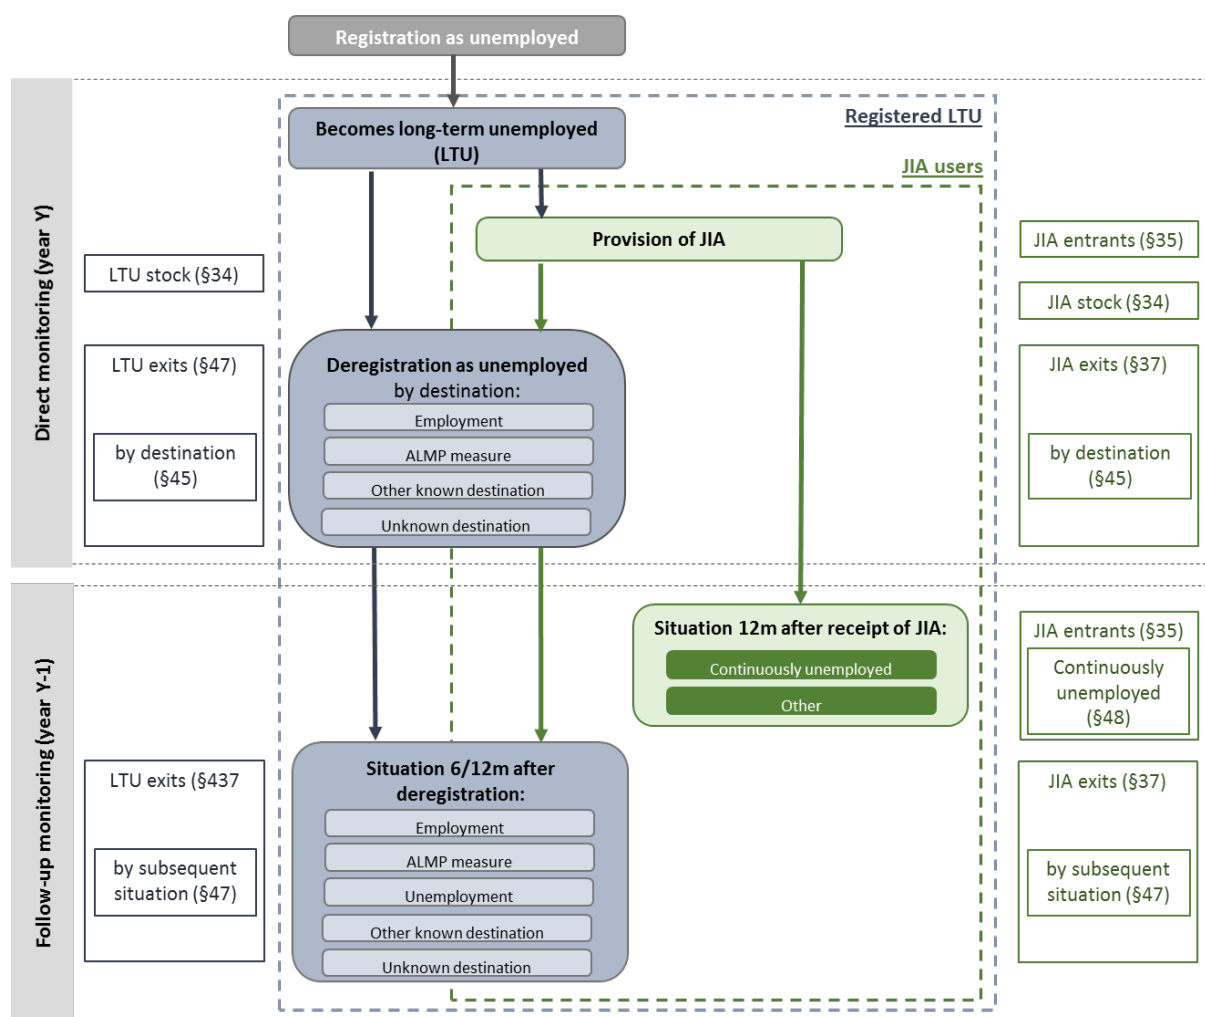 Registration as unemployed
Direct monitoring (year Y)
Becomes long-term unemployed
(LTU)
Registered LTU
JIA users
Provision of JIA
LTU stock (§34)
JIA entrants (§35)
JIA stock (§34)
LTU exits (§47)
by destination
(§45)
Deregistration as unemployed
by destination:
Employment
ALMP measure
Other known destination
Unknown destination
JIA exits (§37)
by destination
(§45)
Follow-up monitoring (year Y-1)
Situation 12m after receipt of JIA:
Continuously unemployed
Other
JIA entrants (§35)
Continuously
unemployed
(§48)
LTU exits (§437
by subsequent
situation (§47)
Situation 6/12m after
deregistration:
Employment
ALMP measure
Unemployment
Other known destination
Unknown destination
JIA exits (§37)
by subsequent
situation (§47)